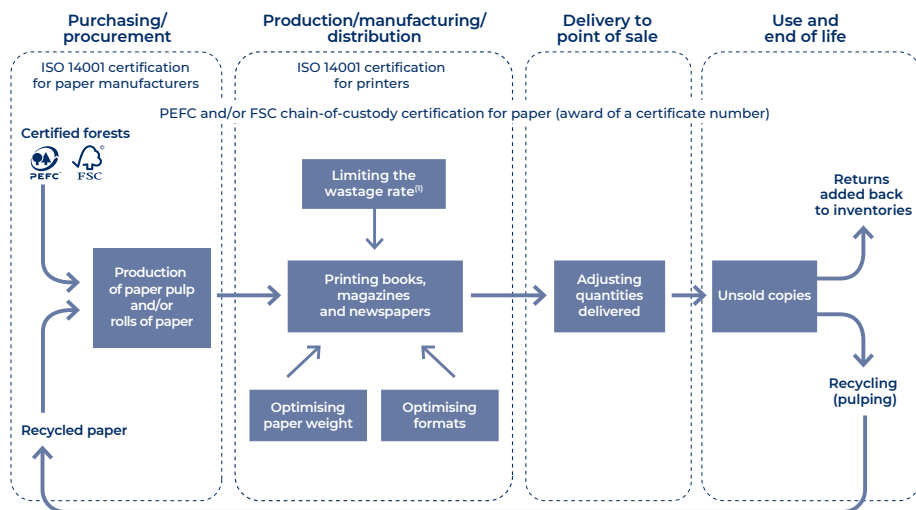 Purchasing/
procurement
Production/manufacturing/
distribution
Delivery to
point of sale
Use and
end of life
ISO 14001 certification
for paper manufacturers
ISO 14001 certification
for printers
PEFC and/or FSC chain-of-custody certification for paper (award of a certificate number)
Certified forests
PEFC
FSC
Limiting the
wastage rate(1)
Returns
added back
to inventories
Production
of paper pulp
and/or
rolls of paper
Printing books,
magazines
and newspapers
Adjusting
quantities
delivered
Unsold copies
Optimising
paper weight
Optimising
formats
Recycling
(pulping)
Recycled paper